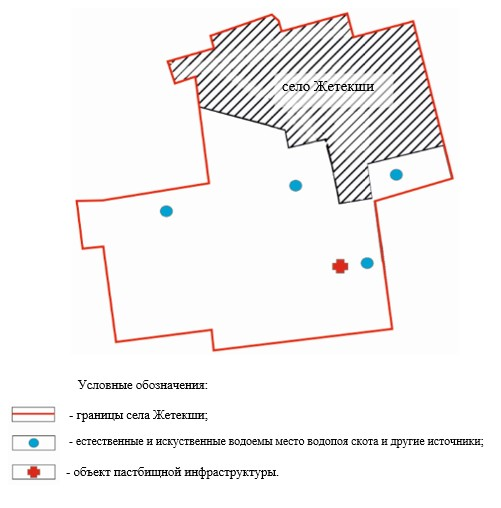 село Жетекши
Условные обозначения:
- границы села Жетекши;
- естественные и искуственные водоемы место водопоя скота и другие источники;
- объект пастбищной инфраструктуры.